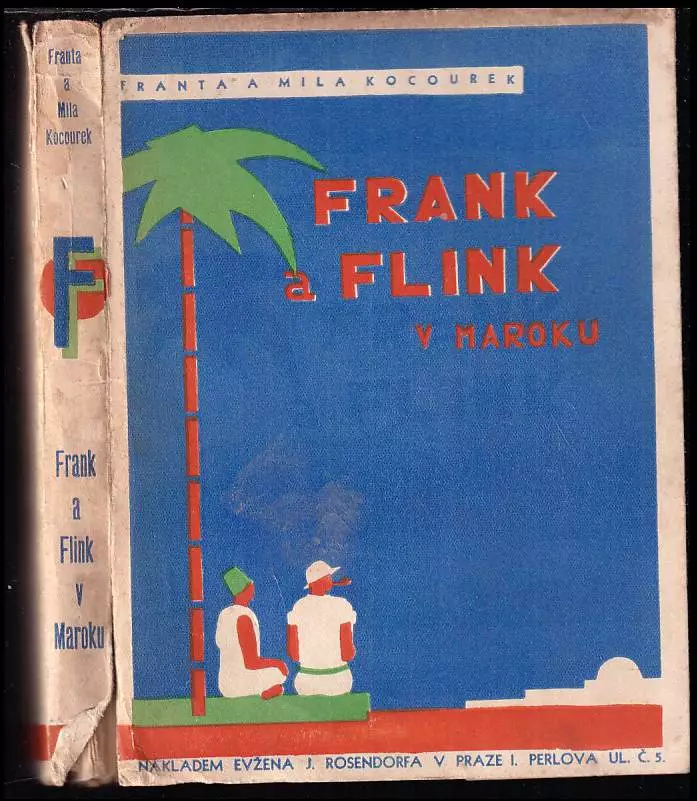 Franta
a
Mila
Kocourek
FF
Frank
a
Flink
v
Maroku
FRANTA A MILA KOCOUREK
FRANK
a FLINK
V MAROKU
NÁKLADEM EVŽENA J. ROSENDORFA V PRAZE I. PERLOVA UL. Č. 5.